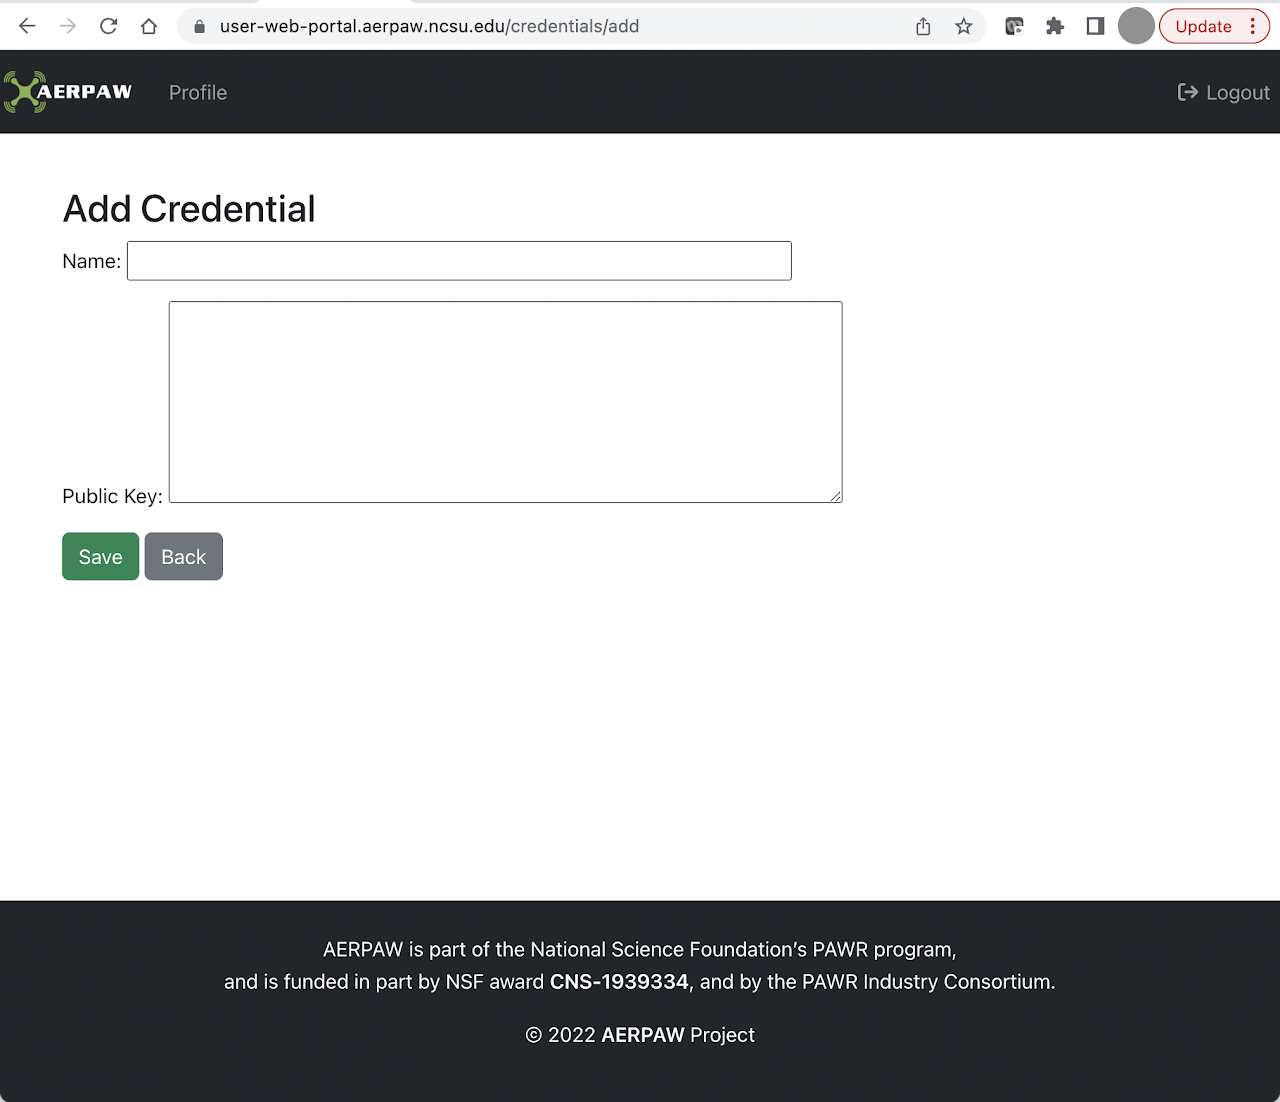 user-web-portal.aerpaw.ncsu.edu/credentials/add
Update
AERPAW
Profile
Logout
Add Credential
Name:
Public Key:
Save
Back
AERPAW is part of the National Science Foundation’s PAWR program,
and is funded in part by NSF award CNS-1939334, and by the PAWR Industry Consortium.
© 2022 AERPAW Project